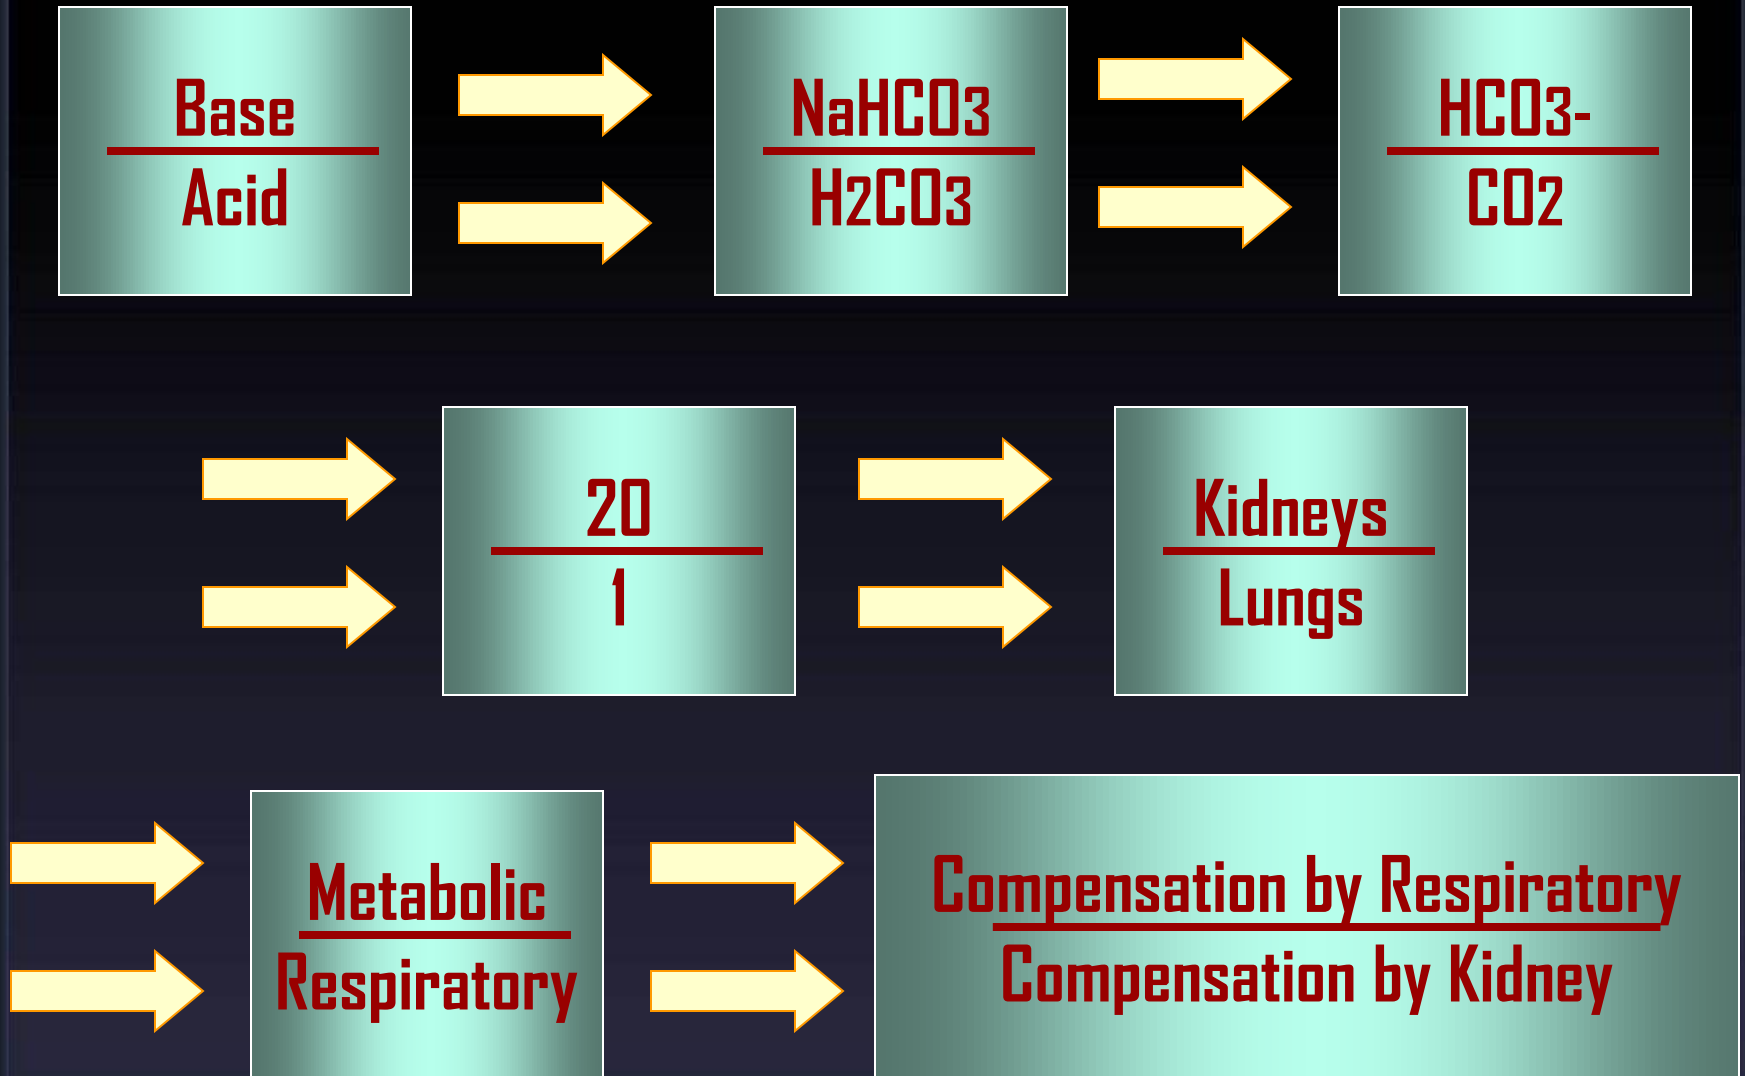 Base
Acid
NaHCO3
H2CO3
HCO3-
CO2
20
1
Kidneys
Lungs
Metabolic
Respiratory
Compensation by Respiratory
Compensation by Kidney